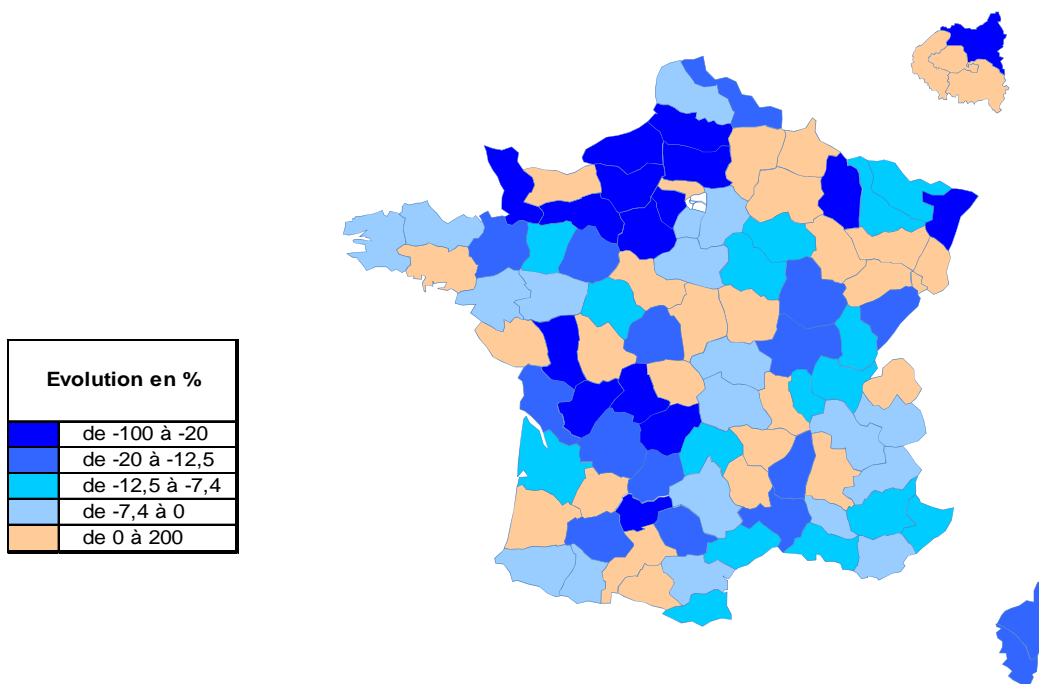 Evolution en %
de -100 à -20
de -20 à -12,5
de -12,5 à -7,4
de -7,4 à 0
de 0 à 200